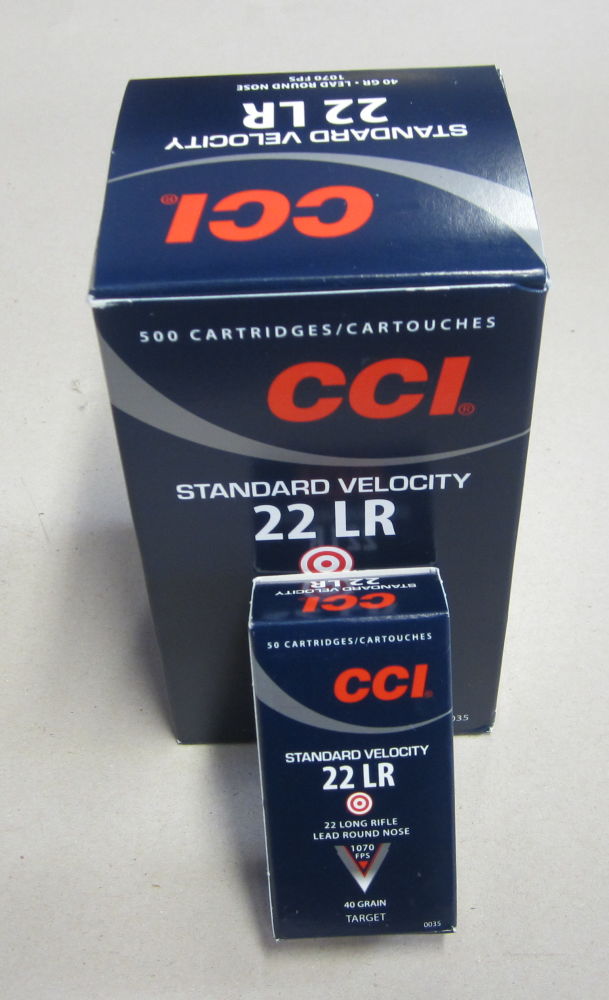 40 GR • LEAD ROUND NOSE
1070 FPS
22 LR
STANDARD VELOCITY
CCI®
500 CARTRIDGES/CARTOUCHES
CCI®
STANDARD VELOCITY
22 LR
035
22 LR
STANDARD VELOCITY
CCI
50 CARTRIDGES/CARTOUCHES
CCI®
STANDARD VELOCITY
22 LR
22 LONG RIFLE
LEAD ROUND NOSE
1070
FPS
40 GRAIN
TARGET
0035